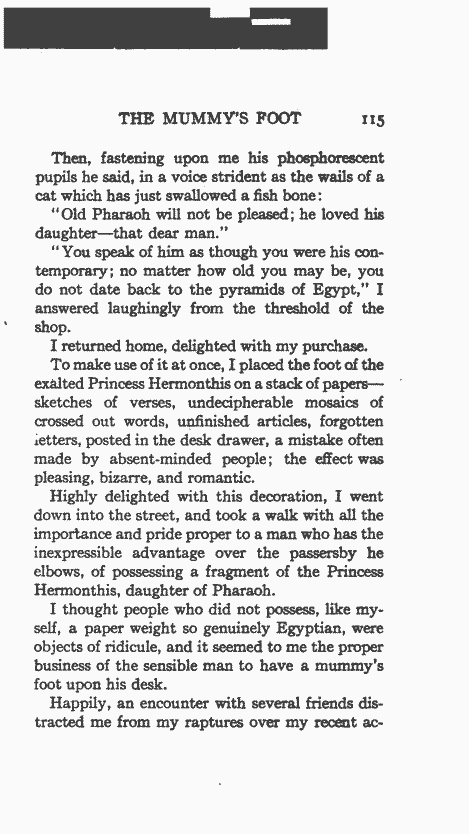 THE MUMMY'S FOOT 115
Then, fastening upon me his phosphorescent
pupils he said, in a voice strident as the wails of a
cat which has just swallowed a fish bone:
"Old Pharaoh will not be pleased; he loved his
daughter—that dear man."
"You speak of him as though you were his con-
temporary; no matter how old you may be, you
do not date back to the pyramids of Egypt," I
answered laughingly from the threshold of the
shop.
I returned home, delighted with my purchase.
To make use of it at once, I placed the foot of the
exalted Princess Hermonthis on a stack of papers—
sketches of verses, undecipherable mosaics of
crossed out words, unfinished articles, forgotten
letters, posted in the desk drawer, a mistake often
made by absent-minded people; the effect was
pleasing, bizarre, and romantic.
Highly delighted with this decoration, I went
down into the street, and took a walk with all the
importance and pride proper to a man who has the
inexpressible advantage over the passersby he
elbows, of possessing a fragment of the Princess
Hermonthis, daughter of Pharaoh.
I thought people who did not possess, like my-
self, a paper weight so genuinely Egyptian, were
objects of ridicule, and it seemed to me the proper
business of the sensible man to have a mummy's
foot upon his desk.
Happily, an encounter with several friends dis-
tracted me from my raptures over my recent ac-